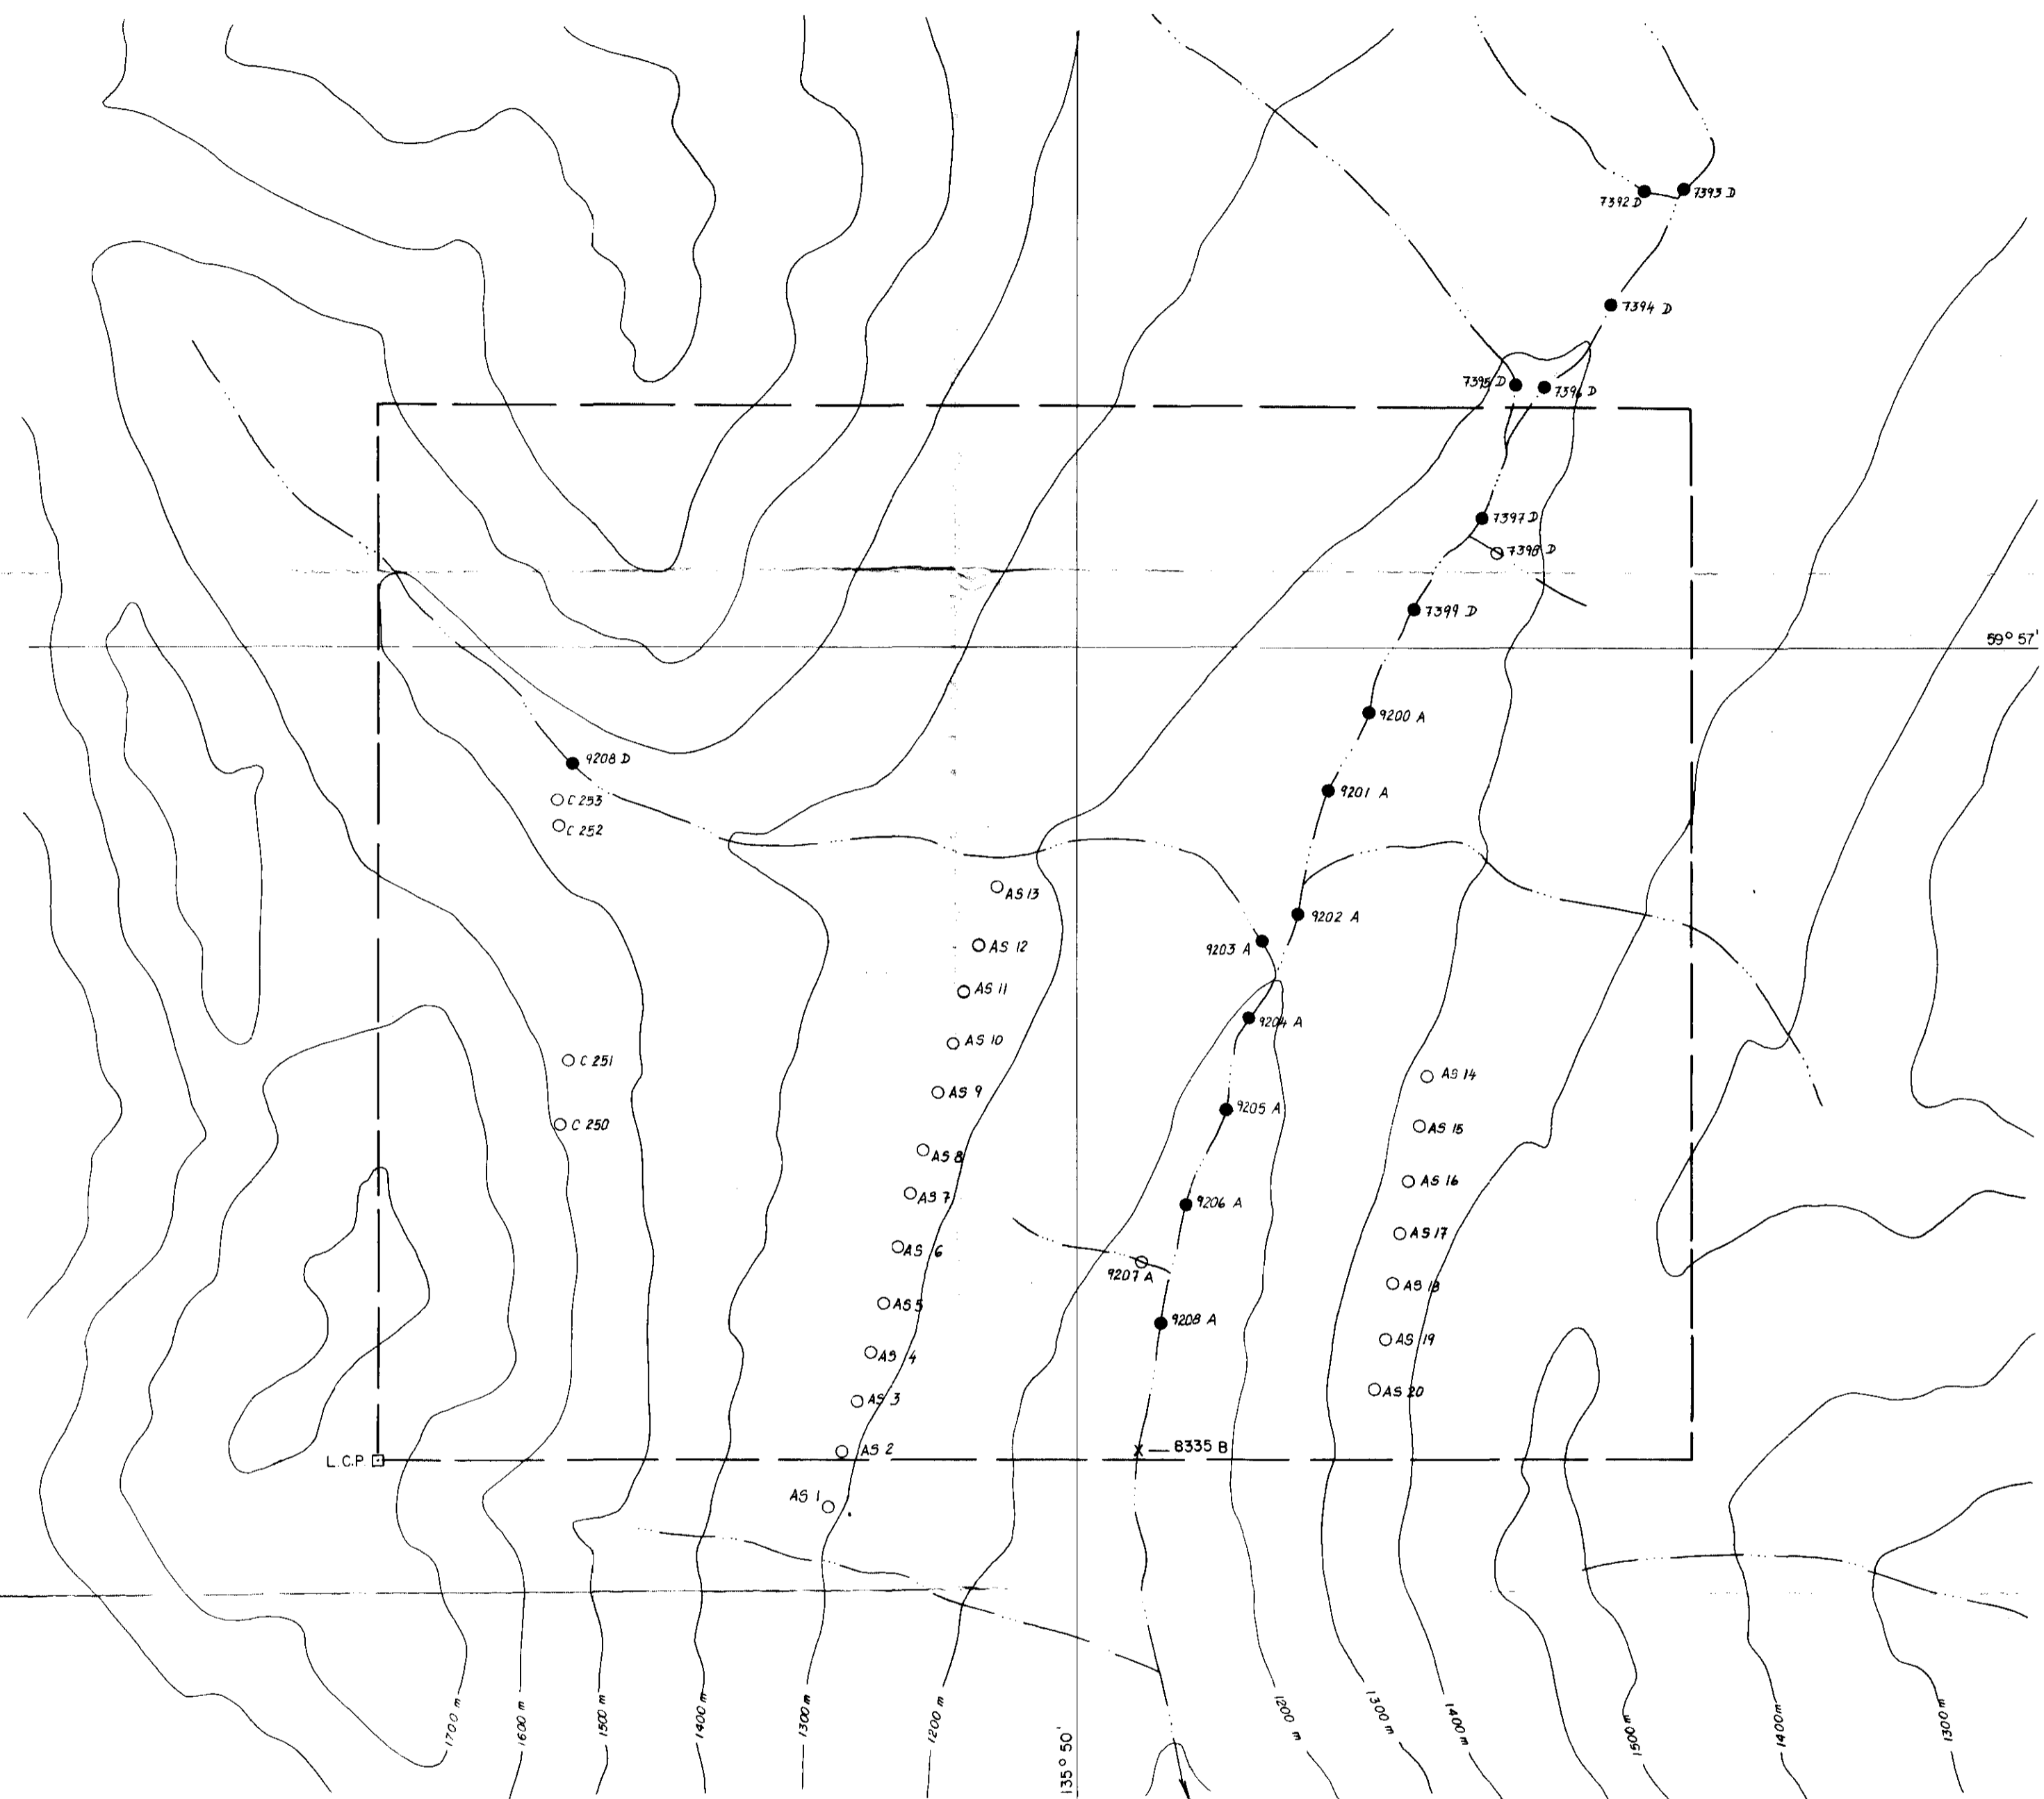 7392 D
7393 D
7394 D
7395 D
7396 D
7397 D
7398 D
7399 D
59° 57'
9200 A
9208 D
9201 A
C 253
C 252
AS 13
9202 A
9203 A
AS 12
AS 11
9204 A
AS 10
C 251
AS 14
AS 9
9205 A
C 250
AS 15
AS 8
AS 16
AS 7
9206 A
AS 17
AS 6
9207 A
AS 18
AS 5
9208 A
AS 19
AS 4
AS 20
AS 3
8335 B
AS 2
L.C.P.
AS 1
1700 m
1600 m
1500 m
1400 m
1300 m
1200 m
135° 50'
1200 m
1300 m
1400 m
1500 m
1400 m
1300 m